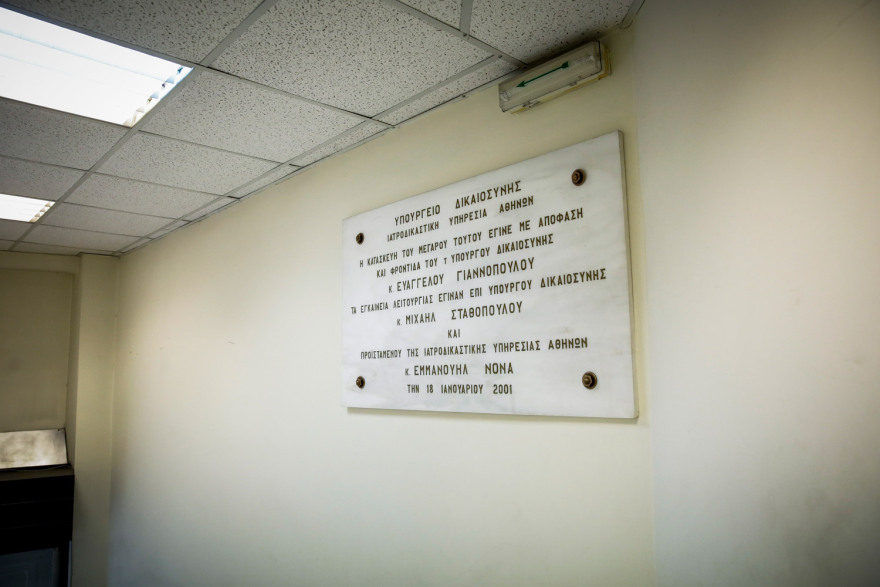 ΥΠΟΥΡΓΕΙΟ ΔΙΚΑΙΟΣΥΝΗΣ
ΙΑΤΡΟΔΙΚΑΣΤΙΚΗ ΥΠΗΡΕΣΙΑ ΑΘΗΝΩΝ
Η ΚΑΤΑΣΚΕΥΗ ΤΟΥ ΜΕΓΑΡΟΥ ΤΟΥΤΟΥ ΕΓΙΝΕ ΜΕ ΑΠΟΦΑΣΗ
ΚΑΙ ΦΡΟΝΤΙΔΑ ΤΟΥ τ ΥΠΟΥΡΓΟΥ ΔΙΚΑΙΟΣΥΝΗΣ
κ ΕΥΑΓΓΕΛΟΥ ΓΙΑΝΝΟΠΟΥΛΟΥ
ΤΑ ΕΓΚΑΙΝΕΙΑ ΛΕΙΤΟΥΡΓΙΑΣ ΕΓΙΝΑΝ ΕΠΙ ΥΠΟΥΡΓΟΥ ΔΙΚΑΙΟΣΥΝΗΣ
κ. ΜΙΧΑΗΛ ΣΤΑΘΟΠΟΥΛΟΥ
ΚΑΙ
ΠΡΟΙΣΤΑΜΕΝΟΥ ΤΗΣ ΙΑΤΡΟΔΙΚΑΣΤΙΚΗΣ ΥΠΗΡΕΣΙΑΣ ΑΘΗΝΩΝ
κ ΕΜΜΑΝΟΥΗΛ ΝΟΝΑ
ΤΗΝ 18 ΙΑΝΟΥΑΡΙΟΥ 2001